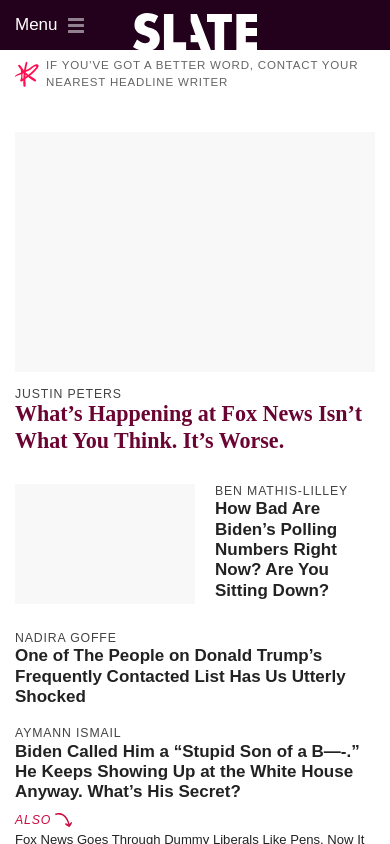 Menu
SLATE
IF YOU’VE GOT A BETTER WORD, CONTACT YOUR
NEAREST HEADLINE WRITER
JUSTIN PETERS
What’s Happening at Fox News Isn’t
What You Think. It’s Worse.
BEN MATHIS-LILLEY
How Bad Are
Biden’s Polling
Numbers Right
Now? Are You
Sitting Down?
NADIRA GOFFE
One of The People on Donald Trump’s
Frequently Contacted List Has Us Utterly
Shocked
AYMANN ISMAIL
Biden Called Him a “Stupid Son of a B—-.”
He Keeps Showing Up at the White House
Anyway. What’s His Secret?
ALSO
Fox News Goes Through Dummy Liberals Like Pens. Now It